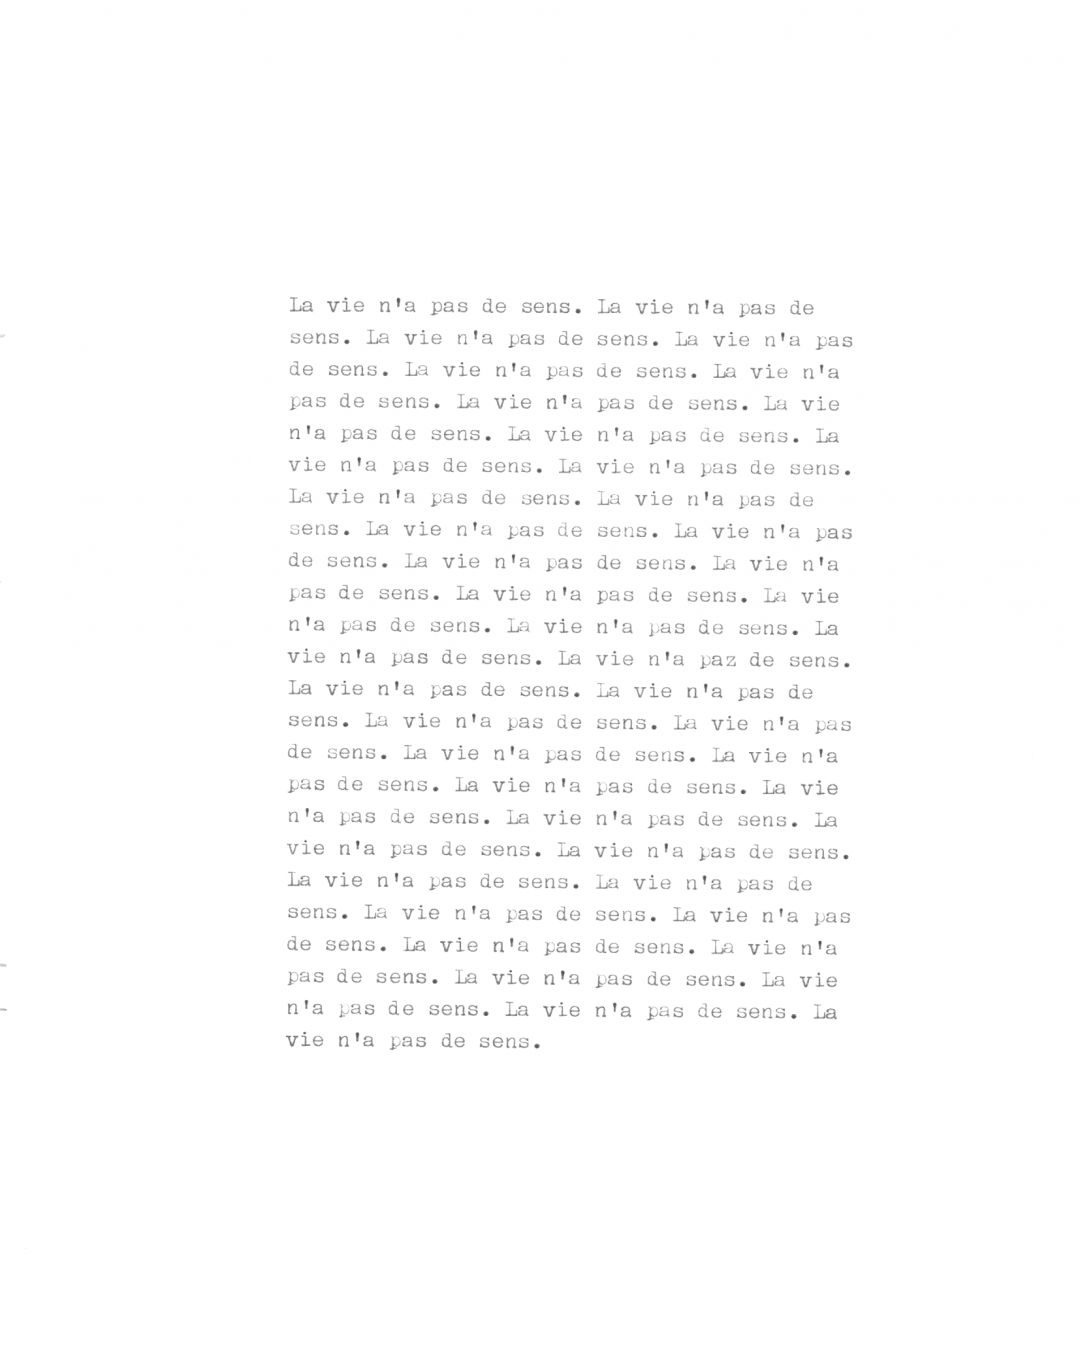 La vie n'a pas de sens. La vie n'a pas de
sens. La vie n'a pas de sens. La vie n'a pas
de sens. La vie n'a pas de sens. La vie n'a
pas de sens. La vie n'a pas de sens. La vie
n'a pas de sens. La vie n'a pas de sens. La
vie n'a pas de sens. La vie n'a pas de sens.
La vie n'a pas de sens. La vie n'a pas de
sens. La vie n'a pas de sens. La vie n'a pas
de sens. La vie n'a pas de sens. La vie n'a
pas de sens. La vie n'a pas de sens. La vie
n'a pas de sens. La vie n'a pas de sens. La
vie n'a pas de sens. La vie n'a paz de sens.
La vie n'a pas de sens. La vie n'a pas de
sens. La vie n'a pas de sens. La vie n'a pas
de sens. La vie n'a pas de sens. La vie n'a
pas de sens. La vie n'a pas de sens. La vie
n'a pas de sens. La vie n'a pas de sens. La
vie n'a pas de sens. La vie n'a pas de sens.
La vie n'a pas de sens. La vie n'a pas de
sens. La vie n'a pas de sens. La vie n'a pas
de sens. La vie n'a pas de sens. La vie n'a
pas de sens. La vie n'a pas de sens. La vie
n'a pas de sens. La vie n'a pas de sens. La
vie n'a pas de sens.